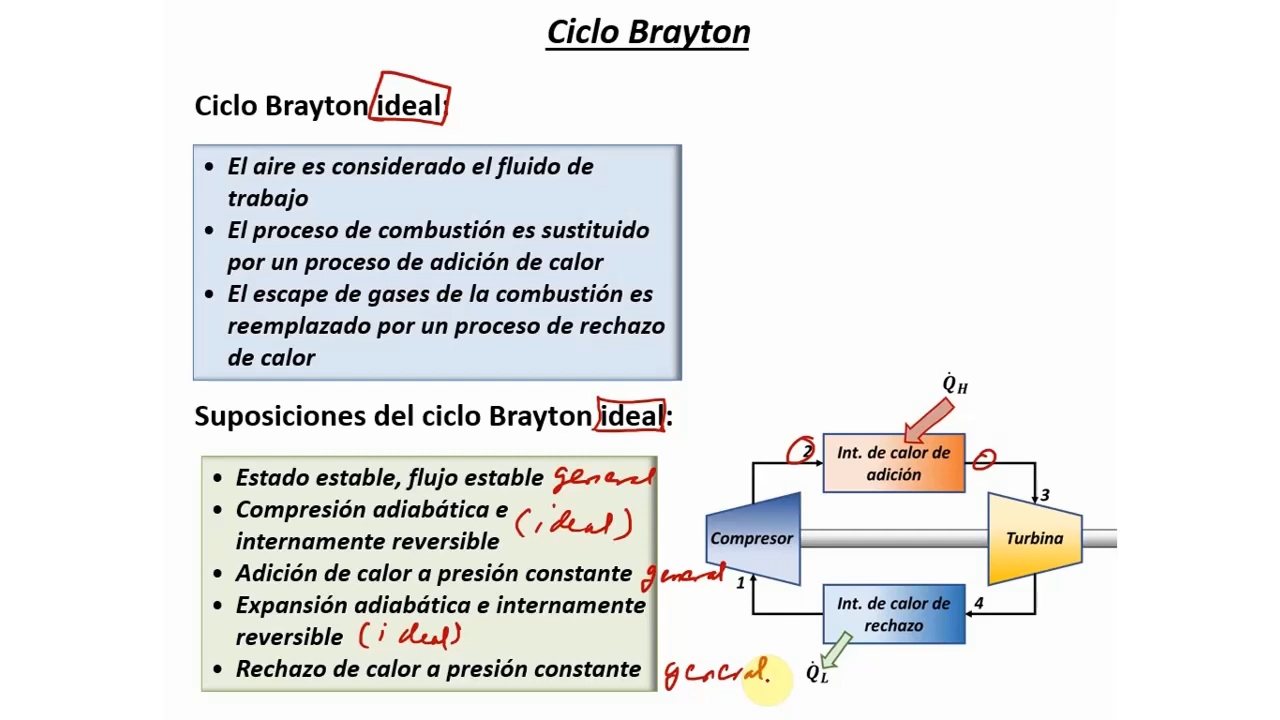 Ciclo Brayton
Ciclo Brayton ideal:
• El aire es considerado el fluido de
trabajo
• El proceso de combustión es sustituido
por un proceso de adición de calor
• El escape de gases de la combustión es
reemplazado por un proceso de rechazo
de calor
Suposiciones del ciclo Brayton ideal:
• Estado estable, flujo estable general
• Compresión adiabática e
internamente reversible (ideal)
• Adición de calor a presión constante general
• Expansión adiabática e internamente
reversible (ideal)
• Rechazo de calor a presión constante general.
Q̇H
2
Int. de calor de
adición
3
Compresor
Turbina
1
Int. de calor de
rechazo
4
Q̇L